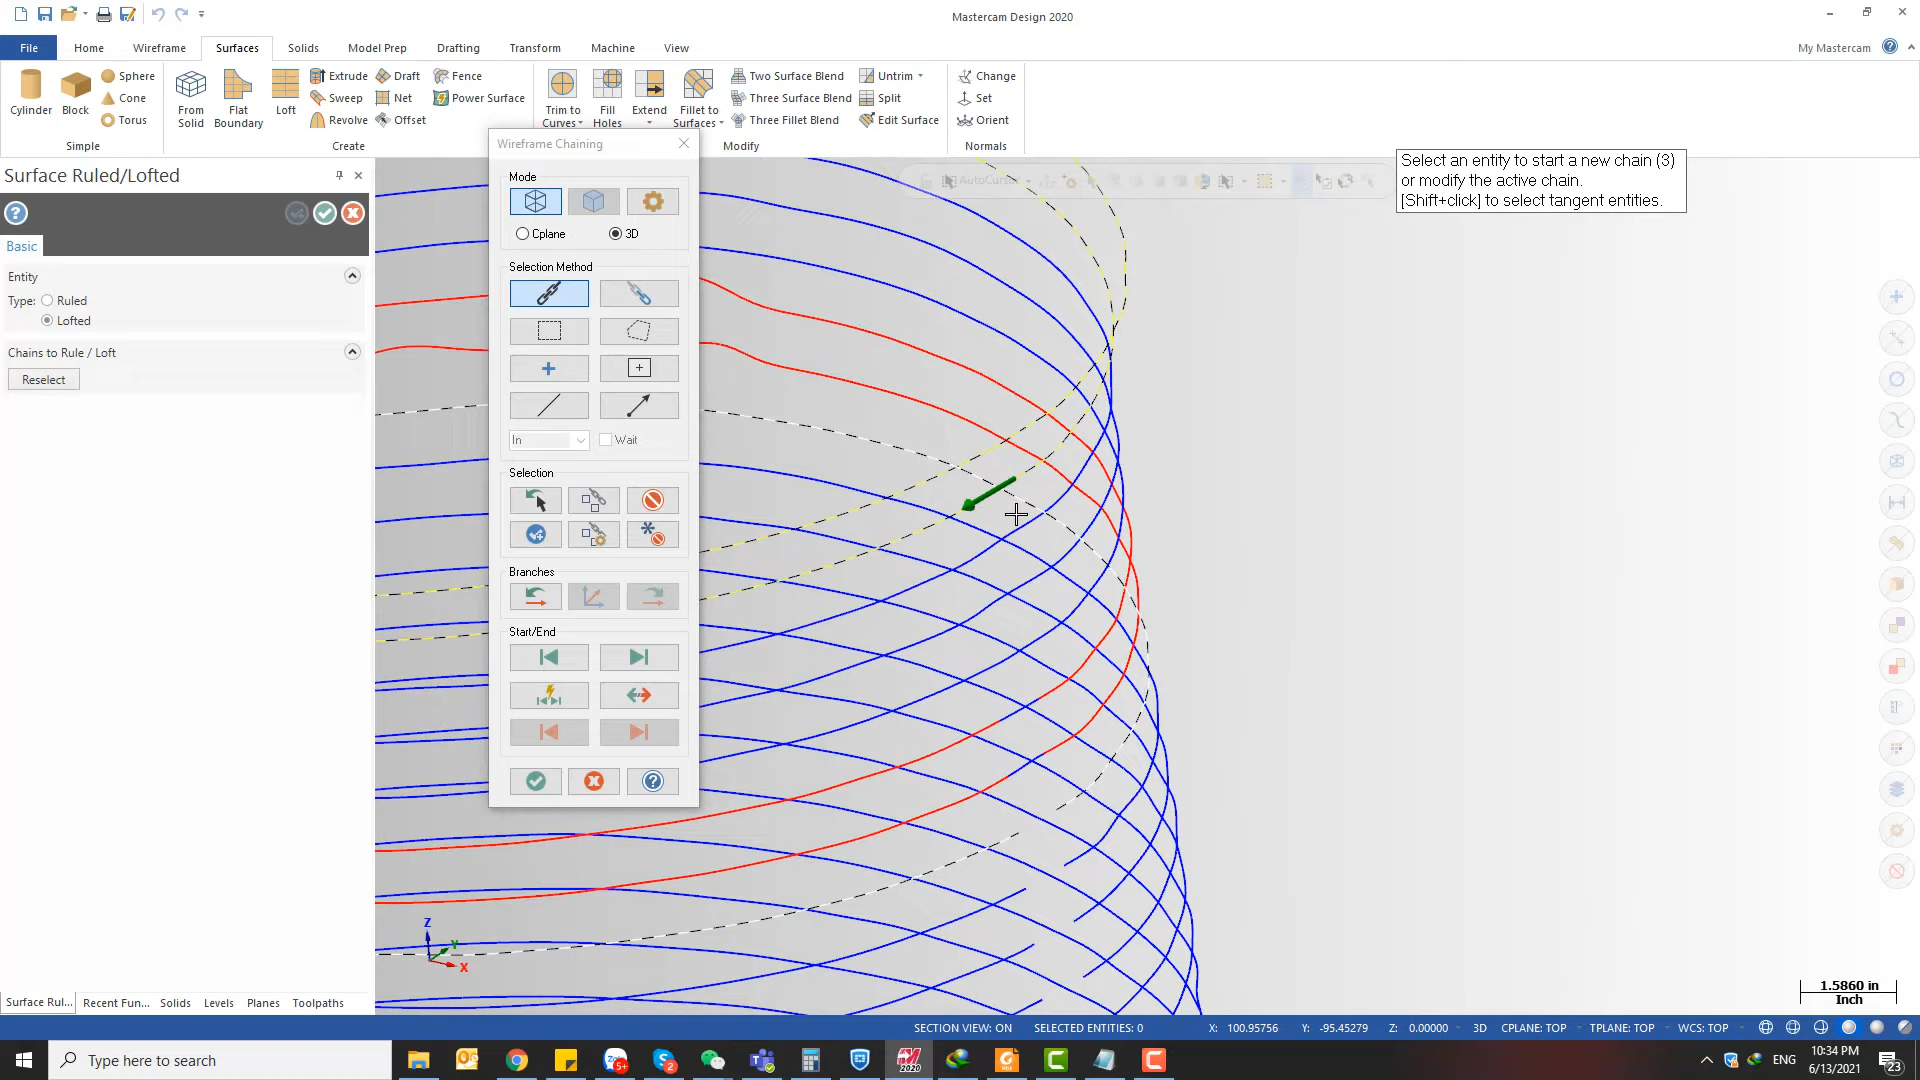 Mastercam Design 2020
File Home Wireframe Surfaces Solids Model Prep Drafting Transform Machine View My Mastercam
Cylinder Block Sphere Cone Torus
Simple
From Solid Flat Boundary Loft Extrude Sweep Revolve Draft Net Offset Fence Power Surface
Create
Trim to Curves Fill Holes Extend Fillet to Surfaces Two Surface Blend Three Surface Blend Three Fillet Blend Untrim Split Edit Surface
Modify
Change Set Orient
Normals
Surface Ruled/Lofted
Basic
Entity
Type: Ruled
Lofted
Chains to Rule / Loft
Reselect
Wireframe Chaining
Mode
Cplane 3D
Selection Method
In Wait
Selection
Branches
Start/End
AutoCursor
Select an entity to start a new chain (3)
or modify the active chain.
[Shift+click] to select tangent entities.
Z
Y
X
1.5860 in
Inch
Surface Rul... Recent Fun... Solids Levels Planes Toolpaths
SECTION VIEW: ON SELECTED ENTITIES: 0 X: 100.95756 Y: -95.45279 Z: 0.00000 3D CPLANE: TOP TPLANE: TOP WCS: TOP
Type here to search
5+
2
2020
ENG
10:34 PM
6/13/2021
23